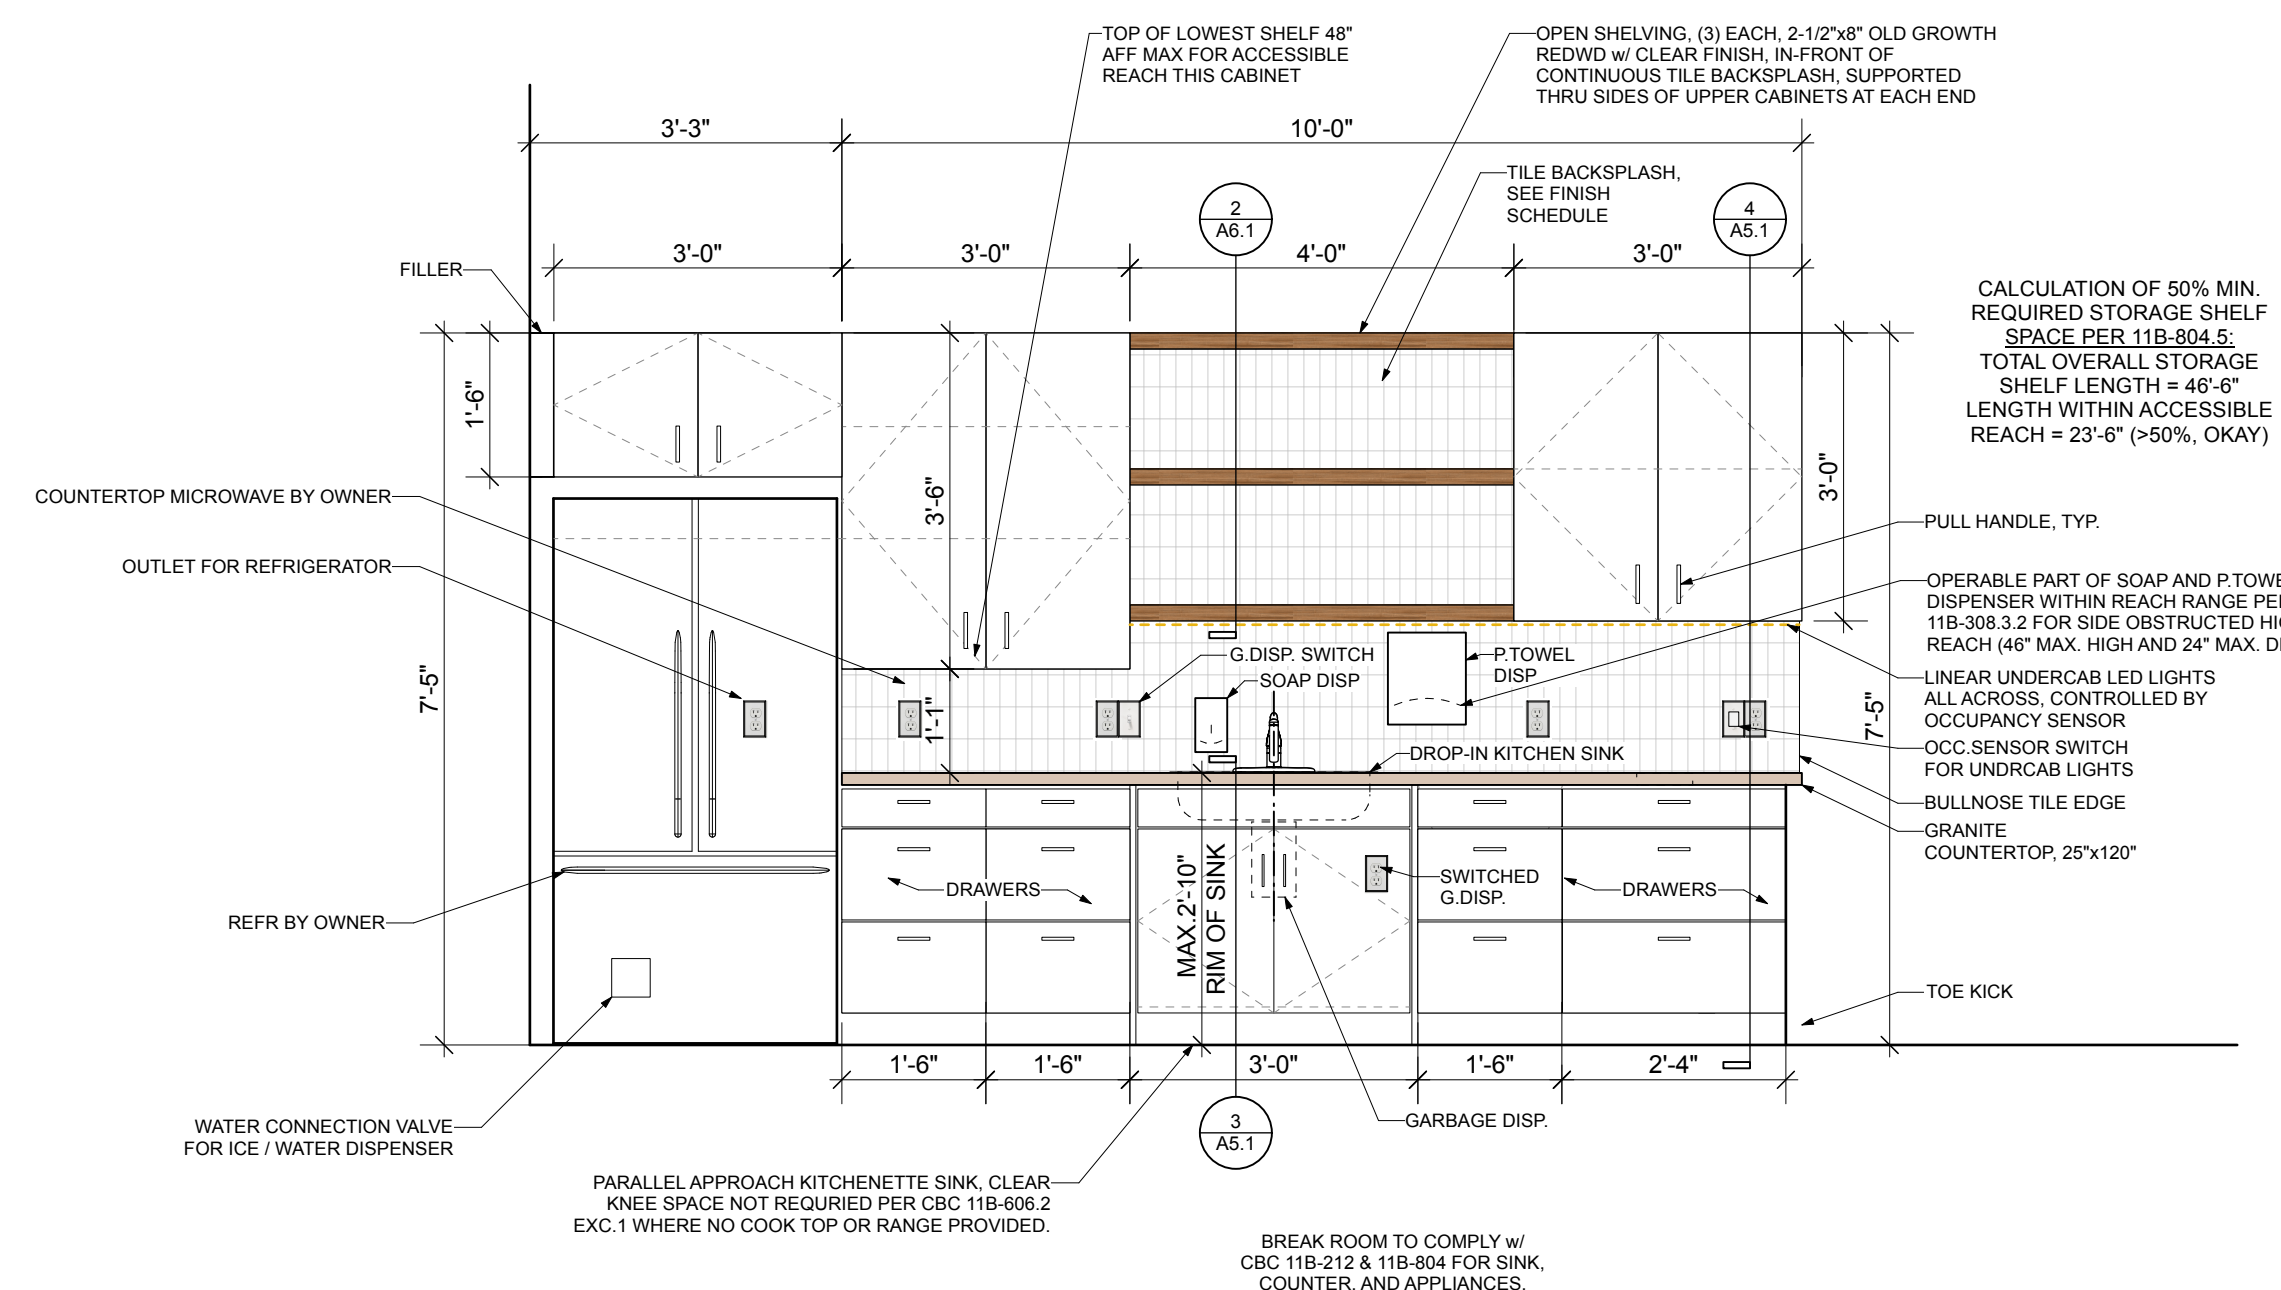 TOP OF LOWEST SHELF 48"
AFF MAX FOR ACCESSIBLE
REACH THIS CABINET
OPEN SHELVING, (3) EACH, 2-1/2"x8" OLD GROWTH
REDWD w/ CLEAR FINISH, IN-FRONT OF
CONTINUOUS TILE BACKSPLASH, SUPPORTED
THRU SIDES OF UPPER CABINETS AT EACH END
3'-3"
10'-0"
TILE BACKSPLASH,
SEE FINISH
SCHEDULE
2
A6.1
4
A5.1
3'-0"
3'-0"
4'-0"
3'-0"
FILLER
CALCULATION OF 50% MIN.
REQUIRED STORAGE SHELF
SPACE PER 11B-804.5:
TOTAL OVERALL STORAGE
SHELF LENGTH = 46'-6"
LENGTH WITHIN ACCESSIBLE
REACH = 23'-6" (>50%, OKAY)
1'-6"
3'-6"
3'-0"
COUNTERTOP MICROWAVE BY OWNER
OUTLET FOR REFRIGERATOR
PULL HANDLE, TYP.
OPERABLE PART OF SOAP AND P.TOWE
DISPENSER WITHIN REACH RANGE PE
11B-308.3.2 FOR SIDE OBSTRUCTED HI
REACH (46" MAX. HIGH AND 24" MAX. D
G.DISP. SWITCH
SOAP DISP
P.TOWEL
DISP
LINEAR UNDERCAB LED LIGHTS
ALL ACROSS, CONTROLLED BY
OCCUPANCY SENSOR
7'-5"
1'-1"
7'-5"
DROP-IN KITCHEN SINK
OCC.SENSOR SWITCH
FOR UNDRCAB LIGHTS
BULLNOSE TILE EDGE
GRANITE
COUNTERTOP, 25"x120"
DRAWERS
MAX.2'-10"
RIM OF SINK
SWITCHED
G.DISP.
DRAWERS
REFR BY OWNER
TOE KICK
1'-6"
1'-6"
3'-0"
1'-6"
2'-4"
WATER CONNECTION VALVE
FOR ICE / WATER DISPENSER
3
A5.1
GARBAGE DISP.
PARALLEL APPROACH KITCHENETTE SINK, CLEAR
KNEE SPACE NOT REQURIED PER CBC 11B-606.2
EXC.1 WHERE NO COOK TOP OR RANGE PROVIDED.
BREAK ROOM TO COMPLY w/
CBC 11B-212 & 11B-804 FOR SINK,
COUNTER, AND APPLIANCES.